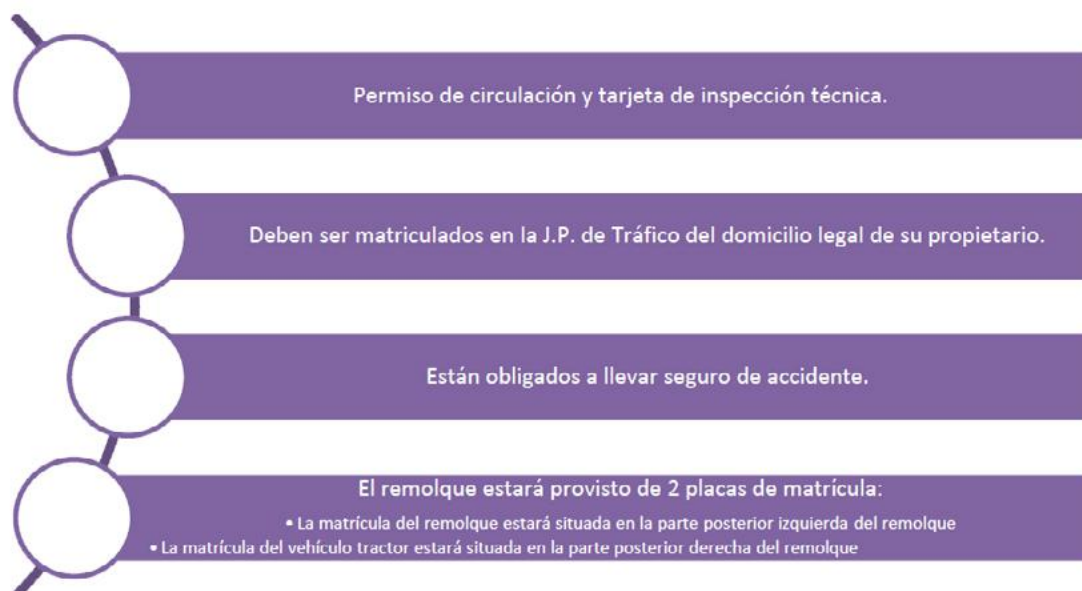 Permiso de circulación y tarjeta de inspección técnica.
Deben ser matriculados en la J.P. de Tráfico del domicilio legal de su propietario.
Están obligados a llevar seguro de accidente.
El remolque estará provisto de 2 placas de matrícula:
• La matrícula del remolque estará situada en la parte posterior izquierda del remolque
• La matrícula del vehículo tractor estará situada en la parte posterior derecha del remolque